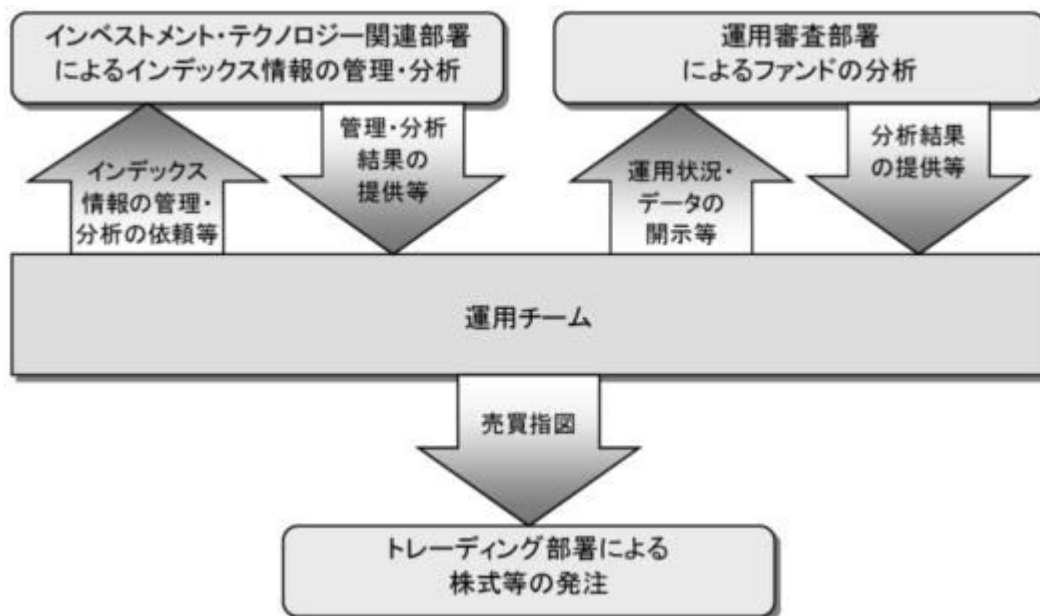 インベストメント・テクノロジー関連部署
によるインデックス情報の管理・分析
運用審査部署
によるファンドの分析
インデックス
情報の管理・
分析の依頼等
管理・分析
結果の
提供等
運用状況・
データの
開示等
分析結果
の提供等
運用チーム
売買指図
トレーディング部署による
株式等の発注